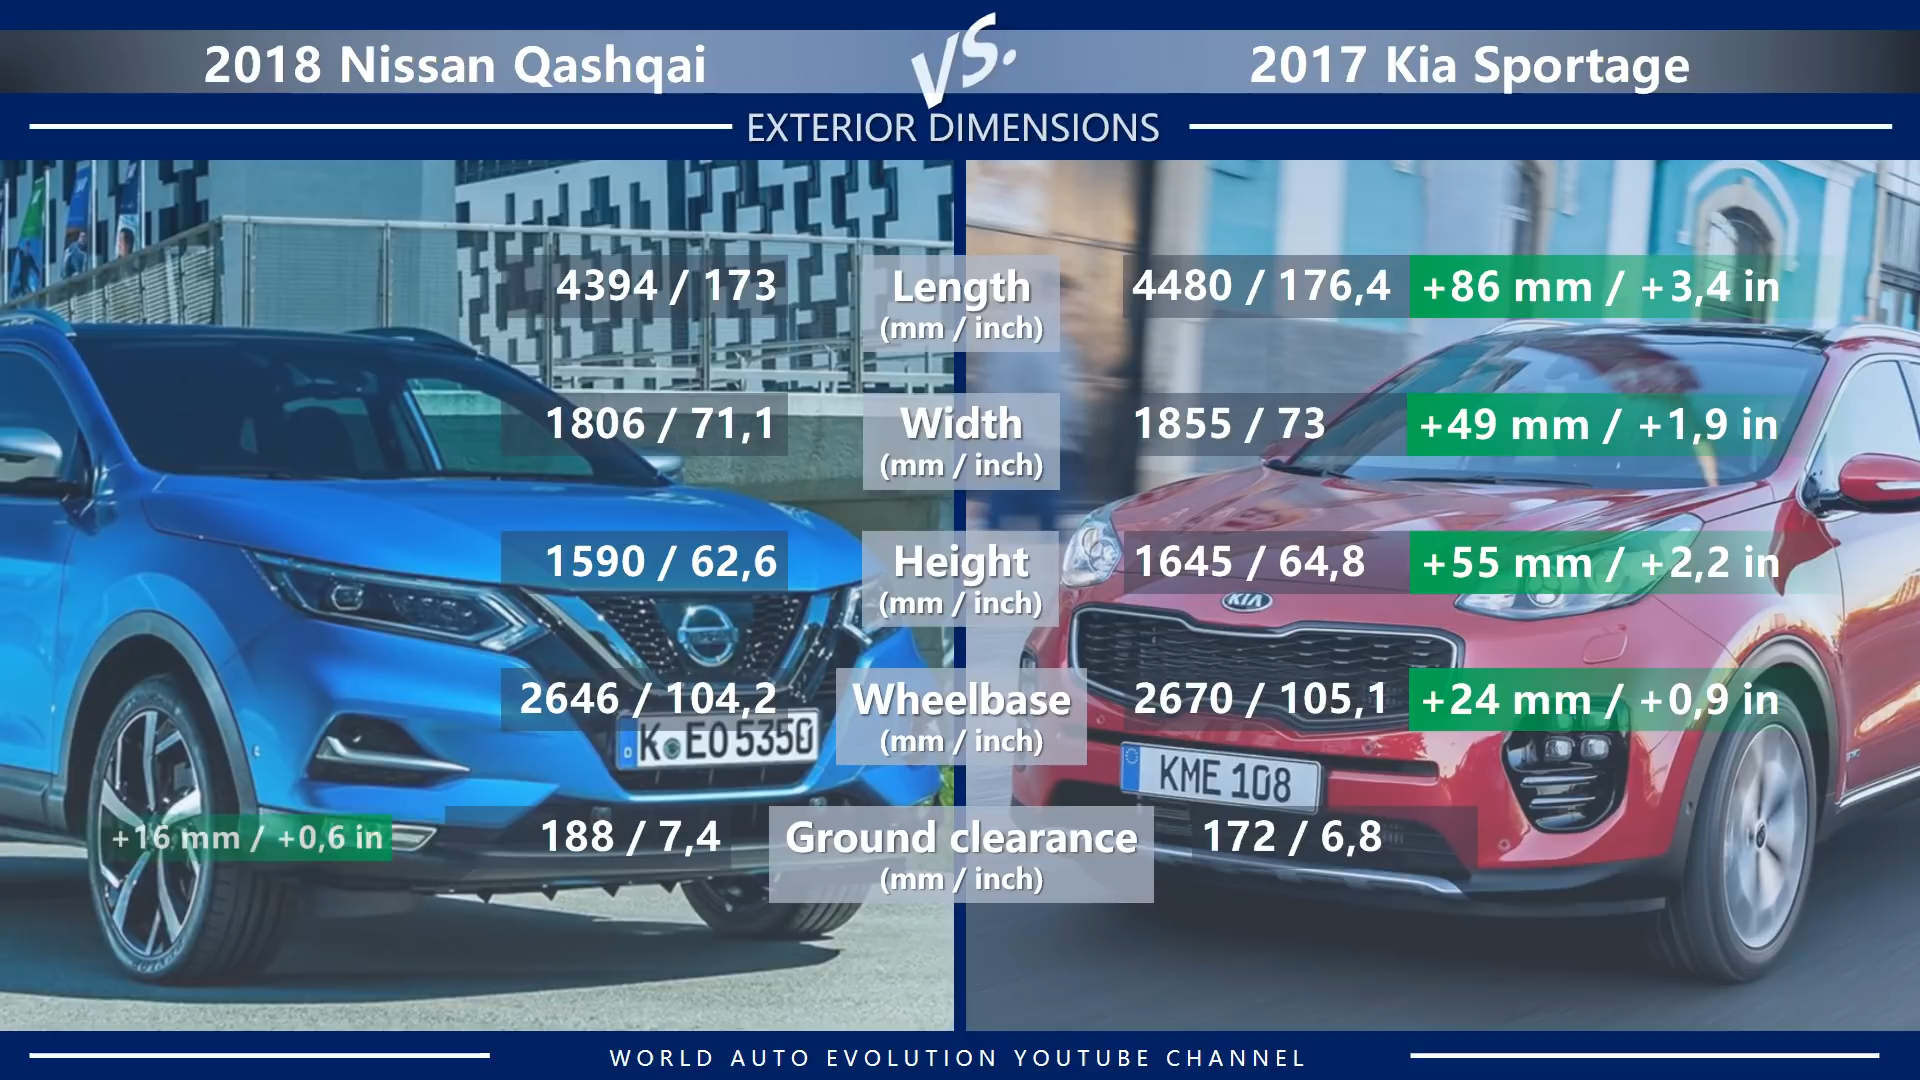 2018 Nissan Qashqai VS. 2017 Kia Sportage
EXTERIOR DIMENSIONS
4394 / 173 Length 4480 / 176,4 +86 mm / +3,4 in
(mm / inch)
1806 / 71,1 Width 1855 / 73 +49 mm / +1,9 in
(mm / inch)
1590 / 62,6 Height 1645 / 64,8 +55 mm / +2,2 in
(mm / inch)
KIA
2646 / 104,2 Wheelbase 2670 / 105,1 +24 mm / +0,9 in
(mm / inch)
K EO 5350
KME 108
+16 mm / +0,6 in 188 / 7,4 Ground clearance 172 / 6,8
(mm / inch)
WORLD AUTO EVOLUTION YOUTUBE CHANNEL